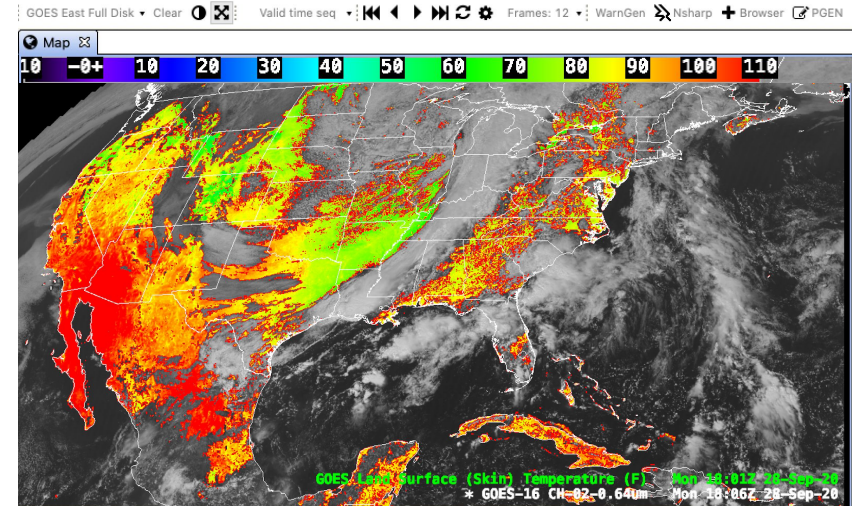 GOES East Full Disk Clear Valid time seq Frames: 12 WarnGen Nsharp Browser PGEN
Map
10 -0+ 10 20 30 40 50 60 70 80 90 100 110
GOES Land Surface (Skin) Temperature (F) Mon 18:01Z 28-Sep-20
* GOES-16 CH-02-0.64um Mon 18:06Z 28-Sep-20